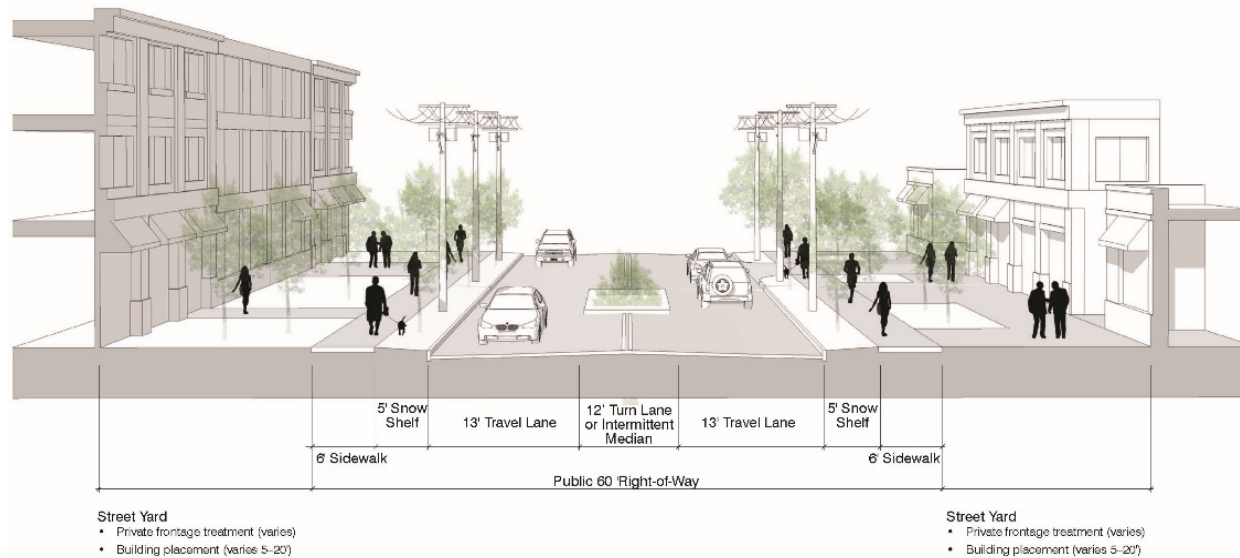 5' Snow
Shelf
13' Travel Lane
12' Turn Lane
or Intermittent
Median
13' Travel Lane
5' Snow
Shelf
6' Sidewalk
6' Sidewalk
Public 60 'Right-of-Way
Street Yard
• Private frontage treatment (varies)
• Building placement (varies 5–20')
Street Yard
• Private frontage treatment (varies)
• Building placement (varies 5–20')